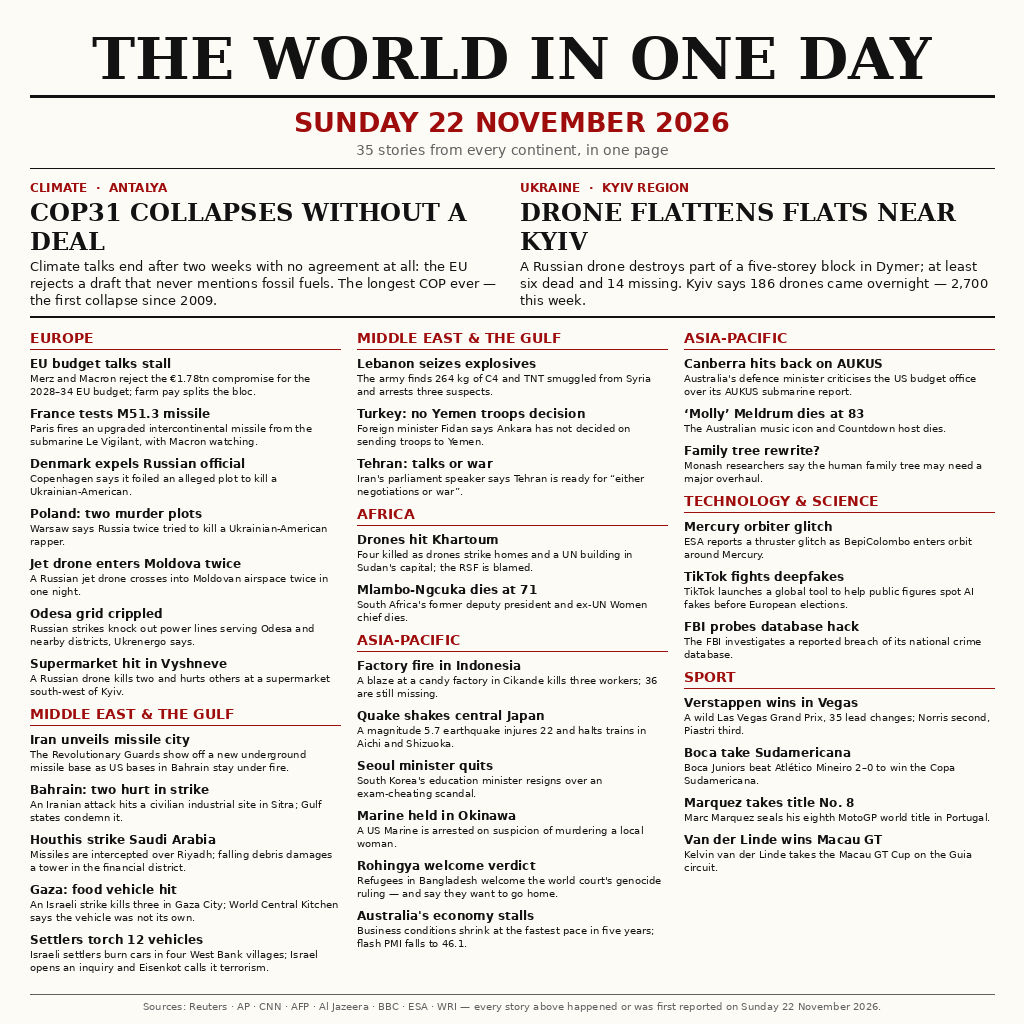 THE WORLD IN ONE DAY
SUNDAY 22 NOVEMBER 2026
35 stories from every continent, in one page
CLIMATE · ANTALYA
COP31 COLLAPSES WITHOUT A
DEAL
Climate talks end after two weeks with no agreement at all: the EU
rejects a draft that never mentions fossil fuels. The longest COP ever —
the first collapse since 2009.
UKRAINE · KYIV REGION
DRONE FLATTENS FLATS NEAR
KYIV
A Russian drone destroys part of a five-storey block in Dymer; at least
six dead and 14 missing. Kyiv says 186 drones came overnight — 2,700
this week.
EUROPE
EU budget talks stall
Merz and Macron reject the €1.78tn compromise for the
2028–34 EU budget; farm pay splits the bloc.
France tests M51.3 missile
Paris fires an upgraded intercontinental missile from the
submarine Le Vigilant, with Macron watching.
Denmark expels Russian official
Copenhagen says it foiled an alleged plot to kill a
Ukrainian-American.
Poland: two murder plots
Warsaw says Russia twice tried to kill a Ukrainian-American
rapper.
Jet drone enters Moldova twice
A Russian jet drone crosses into Moldovan airspace twice in
one night.
Odesa grid crippled
Russian strikes knock out power lines serving Odesa and
nearby districts, Ukrenergo says.
Supermarket hit in Vyshneve
A Russian drone kills two and hurts others at a supermarket
south-west of Kyiv.
MIDDLE EAST & THE GULF
Iran unveils missile city
The Revolutionary Guards show off a new underground
missile base as US bases in Bahrain stay under fire.
Bahrain: two hurt in strike
An Iranian attack hits a civilian industrial site in Sitra; Gulf
states condemn it.
Houthis strike Saudi Arabia
Missiles are intercepted over Riyadh; falling debris damages
a tower in the financial district.
Gaza: food vehicle hit
An Israeli strike kills three in Gaza City; World Central Kitchen
says the vehicle was not its own.
Settlers torch 12 vehicles
Israeli settlers burn cars in four West Bank villages; Israel
opens an inquiry and Eisenkot calls it terrorism.
MIDDLE EAST & THE GULF
Lebanon seizes explosives
The army finds 264 kg of C4 and TNT smuggled from Syria
and arrests three suspects.
Turkey: no Yemen troops decision
Foreign minister Fidan says Ankara has not decided on
sending troops to Yemen.
Tehran: talks or war
Iran's parliament speaker says Tehran is ready for “either
negotiations or war”.
AFRICA
Drones hit Khartoum
Four killed as drones strike homes and a UN building in
Sudan's capital; the RSF is blamed.
Mlambo-Ngcuka dies at 71
South Africa's former deputy president and ex-UN Women
chief dies.
ASIA-PACIFIC
Factory fire in Indonesia
A blaze at a candy factory in Cikande kills three workers; 36
are still missing.
Quake shakes central Japan
A magnitude 5.7 earthquake injures 22 and halts trains in
Aichi and Shizuoka.
Seoul minister quits
South Korea's education minister resigns over an
exam-cheating scandal.
Marine held in Okinawa
A US Marine is arrested on suspicion of murdering a local
woman.
Rohingya welcome verdict
Refugees in Bangladesh welcome the world court's genocide
ruling — and say they want to go home.
Australia's economy stalls
Business conditions shrink at the fastest pace in five years;
flash PMI falls to 46.1.
ASIA-PACIFIC
Canberra hits back on AUKUS
Australia's defence minister criticises the US budget office
over its AUKUS submarine report.
‘Molly’ Meldrum dies at 83
The Australian music icon and Countdown host dies.
Family tree rewrite?
Monash researchers say the human family tree may need a
major overhaul.
TECHNOLOGY & SCIENCE
Mercury orbiter glitch
ESA reports a thruster glitch as BepiColombo enters orbit
around Mercury.
TikTok fights deepfakes
TikTok launches a global tool to help public figures spot AI
fakes before European elections.
FBI probes database hack
The FBI investigates a reported breach of its national crime
database.
SPORT
Verstappen wins in Vegas
A wild Las Vegas Grand Prix, 35 lead changes; Norris second,
Piastri third.
Boca take Sudamericana
Boca Juniors beat Atlético Mineiro 2–0 to win the Copa
Sudamericana.
Marquez takes title No. 8
Marc Marquez seals his eighth MotoGP world title in Portugal.
Van der Linde wins Macau GT
Kelvin van der Linde takes the Macau GT Cup on the Guia
circuit.
Sources: Reuters · AP · CNN · AFP · Al Jazeera · BBC · ESA · WRI — every story above happened or was first reported on Sunday 22 November 2026.